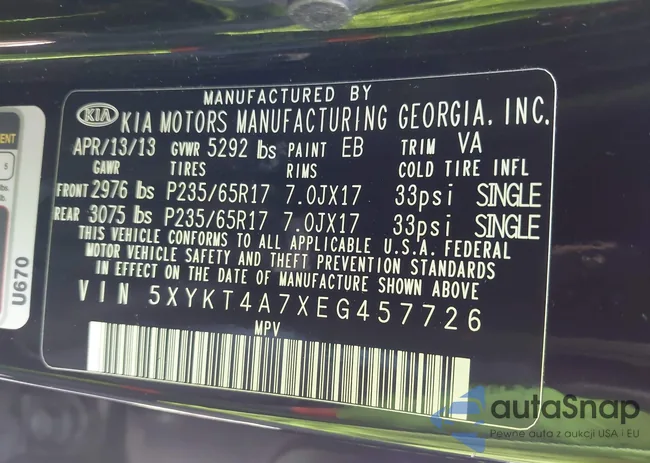 MANUFACTURED BY
KIA KIA MOTORS MANUFACTURING GEORGIA, INC.
APR/13/13 GVWR 5292 lbs PAINT EB TRIM VA
GAWR TIRES RIMS COLD TIRE INFL
FRONT 2976 lbs P235/65R17 7.0JX17 33psi SINGLE
REAR 3075 lbs P235/65R17 7.0JX17 33psi SINGLE
THIS VEHICLE CONFORMS TO ALL APPLICABLE U.S.A. FEDERAL
MOTOR VEHICLE SAFETY AND THEFT PREVENTION STANDARDS
IN EFFECT ON THE DATE OF MANUFACTURE SHOWN ABOVE
VIN 5XYKT4A7XEG457726
MPV
U670
5
autaSnap
Pewne auta z aukcji USA i EU